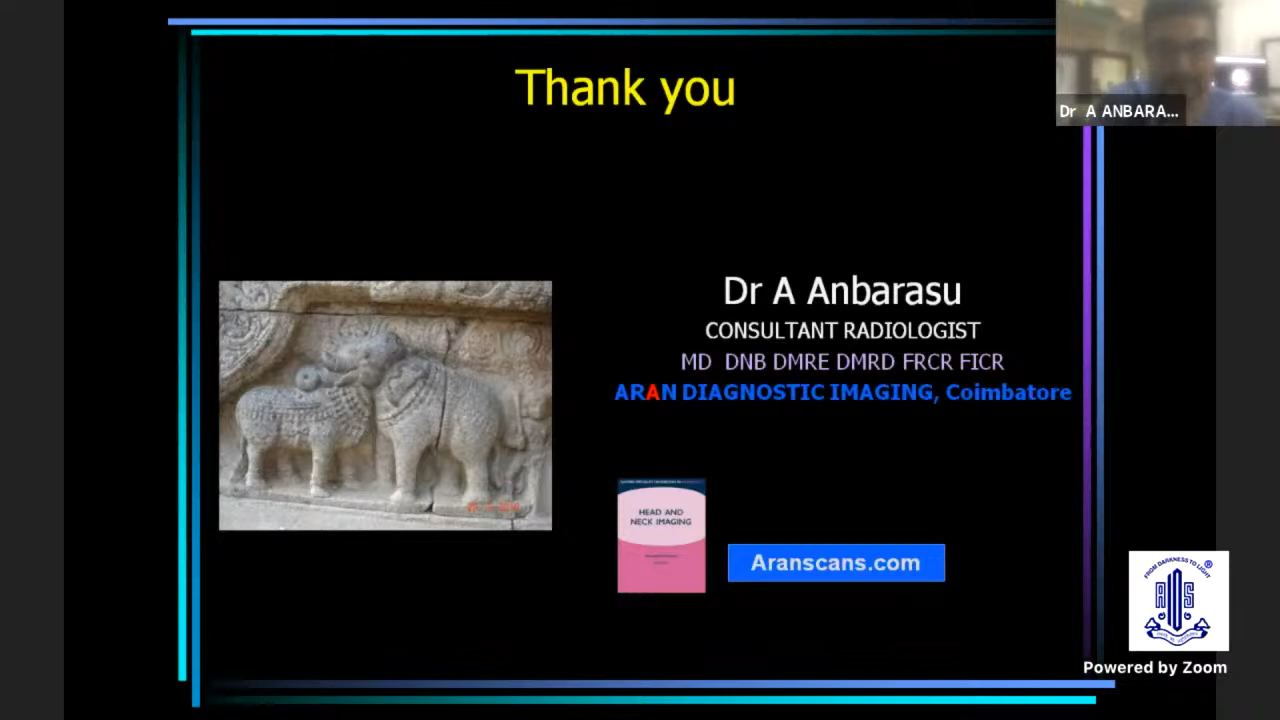 Thank you
Dr A ANBARA...
Dr A Anbarasu
CONSULTANT RADIOLOGIST
MD DNB DMRE DMRD FRCR FICR
ARAN DIAGNOSTIC IMAGING, Coimbatore
HEAD AND
NECK IMAGING
Aranscans.com
FROM DARKNESS TO LIGHT
®
AIIOS
Powered by Zoom